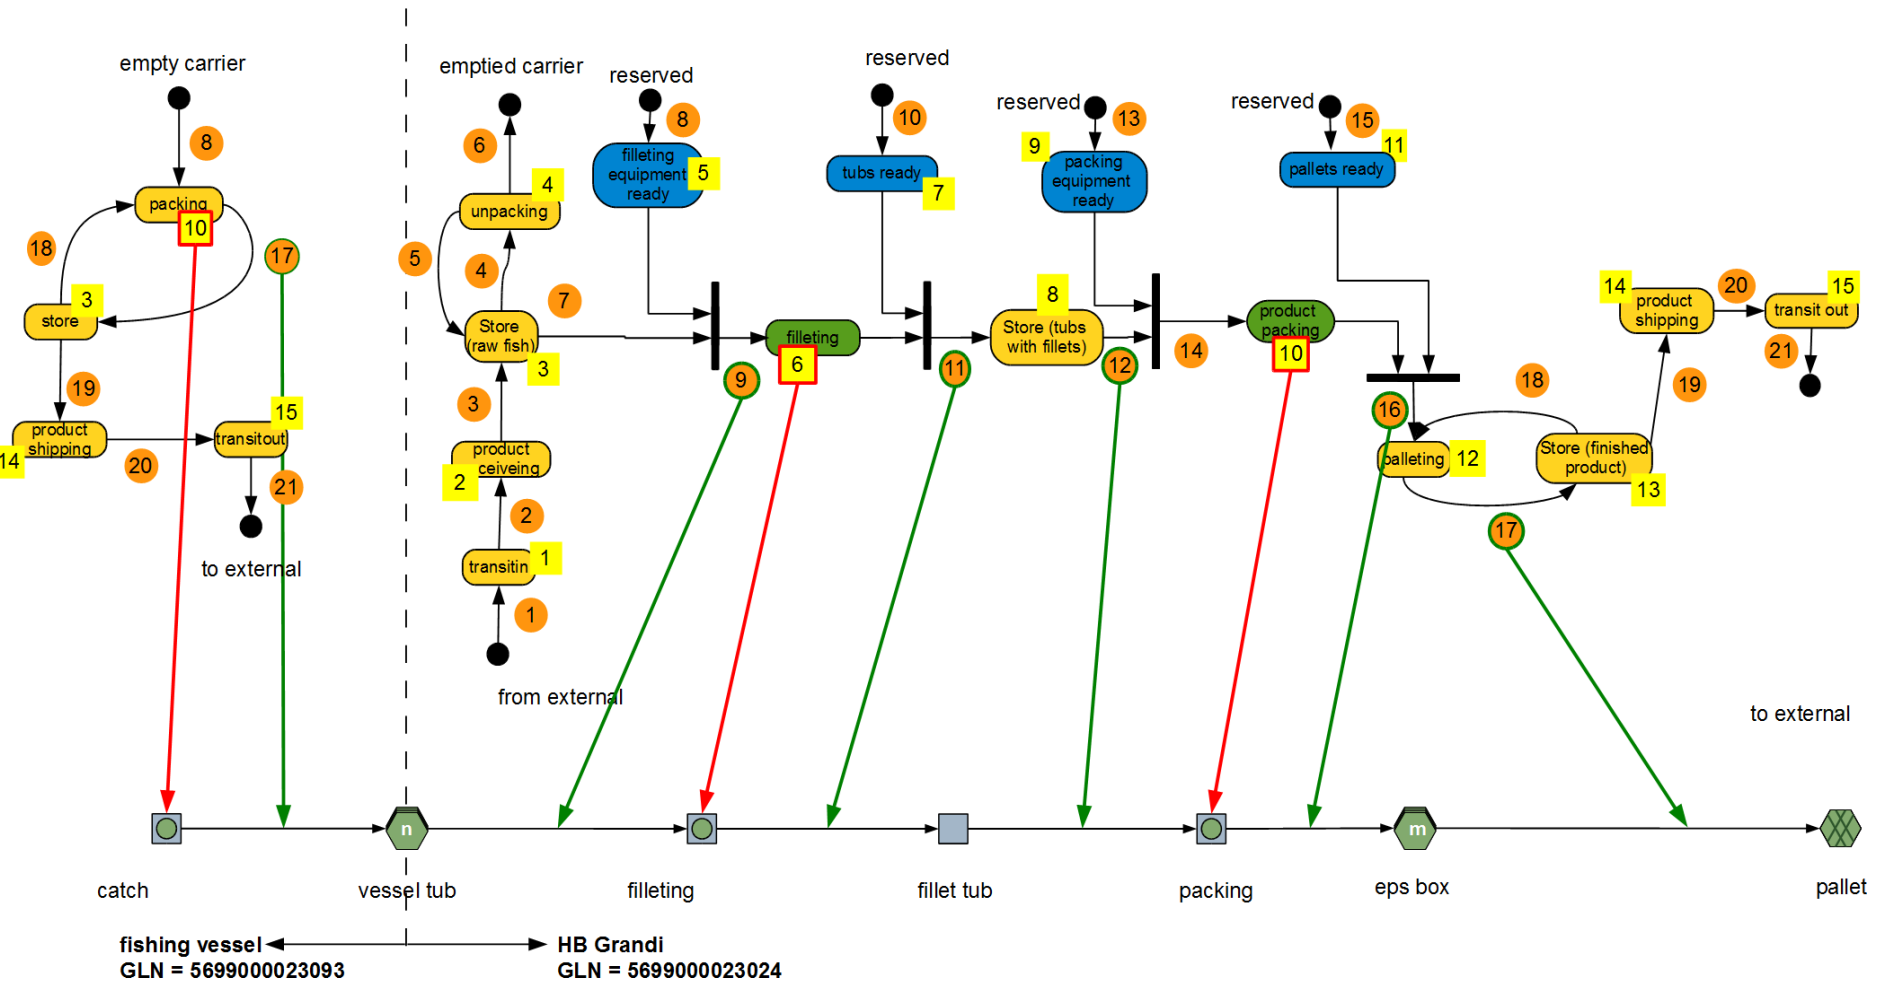 empty carrier
emptied carrier
reserved
reserved
reserved
reserved
8
6
8
10
13
15
packing
10
18
17
3
store
19
product
shipping
14
20
15
transitout
21
to external
4
unpacking
5
4
7
Store
(raw fish)
3
3
product
ceiveing
2
2
transitin
1
1
from external
filleting
equipment
ready
5
tubs ready
7
9
packing
equipment
ready
11
pallets ready
filleting
6
9
11
8
Store (tubs
with fillets)
12
14
product
packing
10
16
18
palleting
12
Store (finished
product)
13
17
14
product
shipping
19
20
15
transit out
21
to external
n
m
catch
vessel tub
filleting
fillet tub
packing
eps box
pallet
fishing vessel
GLN = 5699000023093
HB Grandi
GLN = 5699000023024